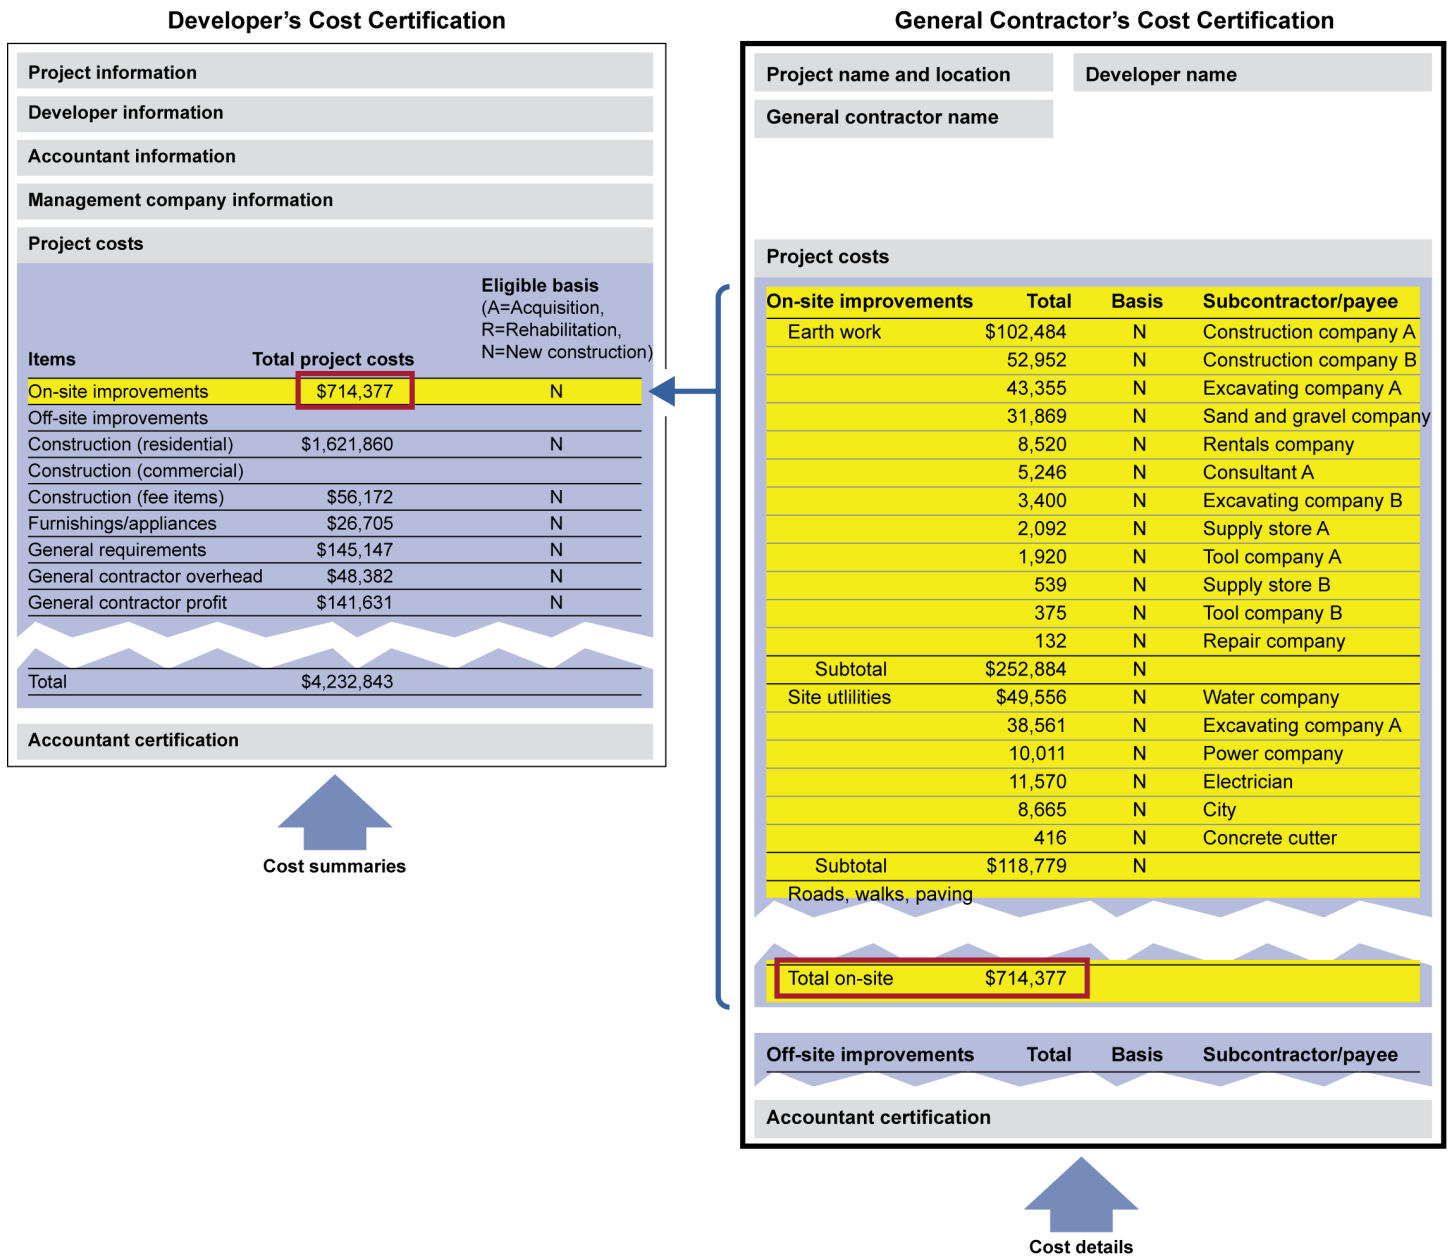 Developer’s Cost Certification
Project information
Developer information
Accountant information
Management company information
Project costs
Eligible basis
(A=Acquisition,
R=Rehabilitation,
N=New construction)
Items Total project costs
On-site improvements $714,377 N
Off-site improvements
Construction (residential) $1,621,860 N
Construction (commercial)
Construction (fee items) $56,172 N
Furnishings/appliances $26,705 N
General requirements $145,147 N
General contractor overhead $48,382 N
General contractor profit $141,631 N
Total $4,232,843
Accountant certification
Cost summaries
General Contractor’s Cost Certification
Project name and location Developer name
General contractor name
Project costs
On-site improvements Total Basis Subcontractor/payee
Earth work $102,484 N Construction company A
52,952 N Construction company B
43,355 N Excavating company A
31,869 N Sand and gravel company
8,520 N Rentals company
5,246 N Consultant A
3,400 N Excavating company B
2,092 N Supply store A
1,920 N Tool company A
539 N Supply store B
375 N Tool company B
132 N Repair company
Subtotal $252,884 N
Site utlilities $49,556 N Water company
38,561 N Excavating company A
10,011 N Power company
11,570 N Electrician
8,665 N City
416 N Concrete cutter
Subtotal $118,779 N
Roads, walks, paving
Total on-site $714,377
Off-site improvements Total Basis Subcontractor/payee
Accountant certification
Cost details